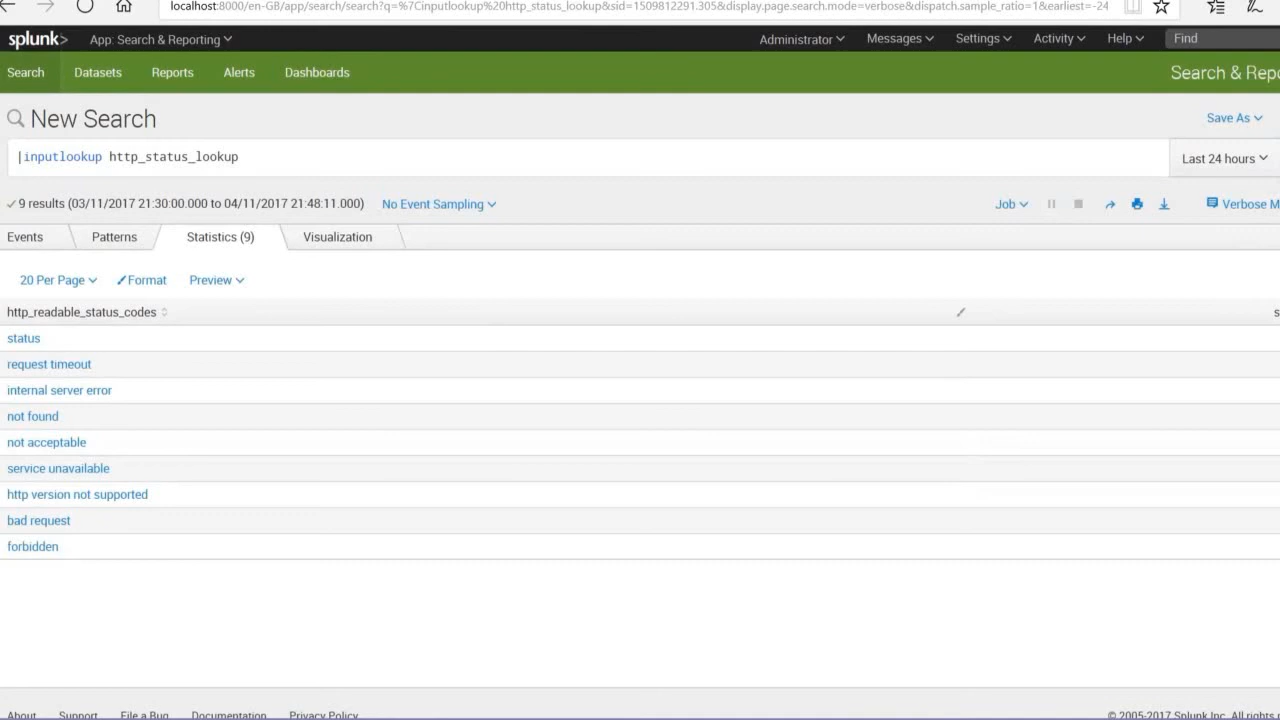 localhost:8000/en-GB/app/search/search?q=%7Cinputlookup%20http_status_lookup&sid=1509812291.305&display.page.search.mode=verbose&dispatch.sample_ratio=1&earliest=-24
splunk> App: Search & Reporting Administrator Messages Settings Activity Help Find
Search Datasets Reports Alerts Dashboards Search & Repo
New Search Save As
|inputlookup http_status_lookup Last 24 hours
9 results (03/11/2017 21:30:00.000 to 04/11/2017 21:48:11.000) No Event Sampling Job Verbose M
Events Patterns Statistics (9) Visualization
20 Per Page Format Preview
http_readable_status_codes s
status
request timeout
internal server error
not found
not acceptable
service unavailable
http version not supported
bad request
forbidden
About Support File a Bug Documentation Privacy Policy © 2005-2017 Splunk Inc. All rights